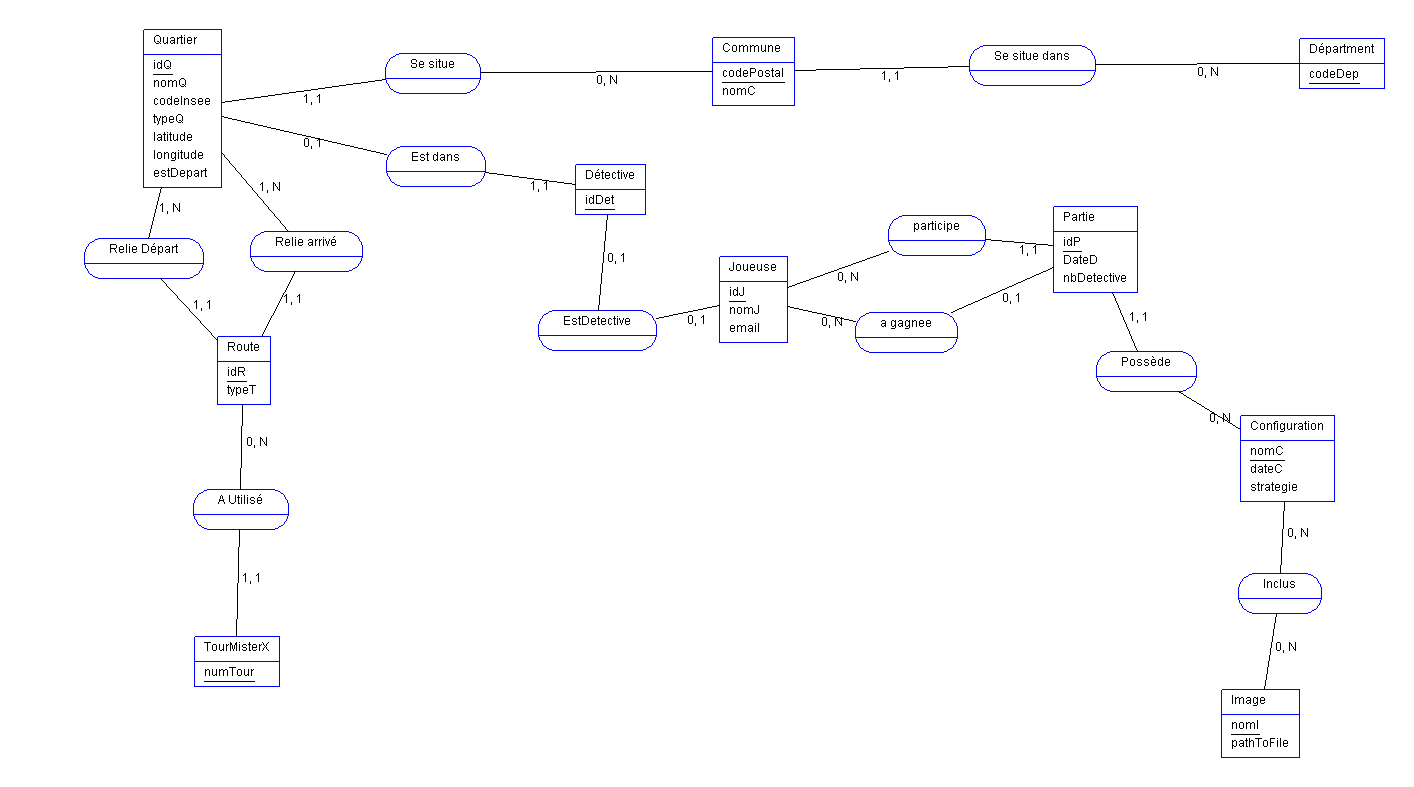 Quartier
idQ
nomQ
codeInsee
typeQ
latitude
longitude
estDepart
1, 1
Se situe
0, N
Commune
codePostal
nomC
1, 1
Se situe dans
0, N
Départment
codeDep
0, 1
Est dans
1, 1
Détective
idDet
1, N
Relie Départ
1, 1
1, N
Relie arrivé
1, 1
Route
idR
typeT
0, N
A Utilisé
1, 1
TourMisterX
numTour
0, 1
EstDetective
0, 1
Joueuse
idJ
nomJ
email
0, N
participe
1, 1
0, N
a gagnee
0, 1
Partie
idP
DateD
nbDetective
1, 1
Possède
0, N
Configuration
nomC
dateC
strategie
0, N
Inclus
0, N
Image
nomI
pathToFile